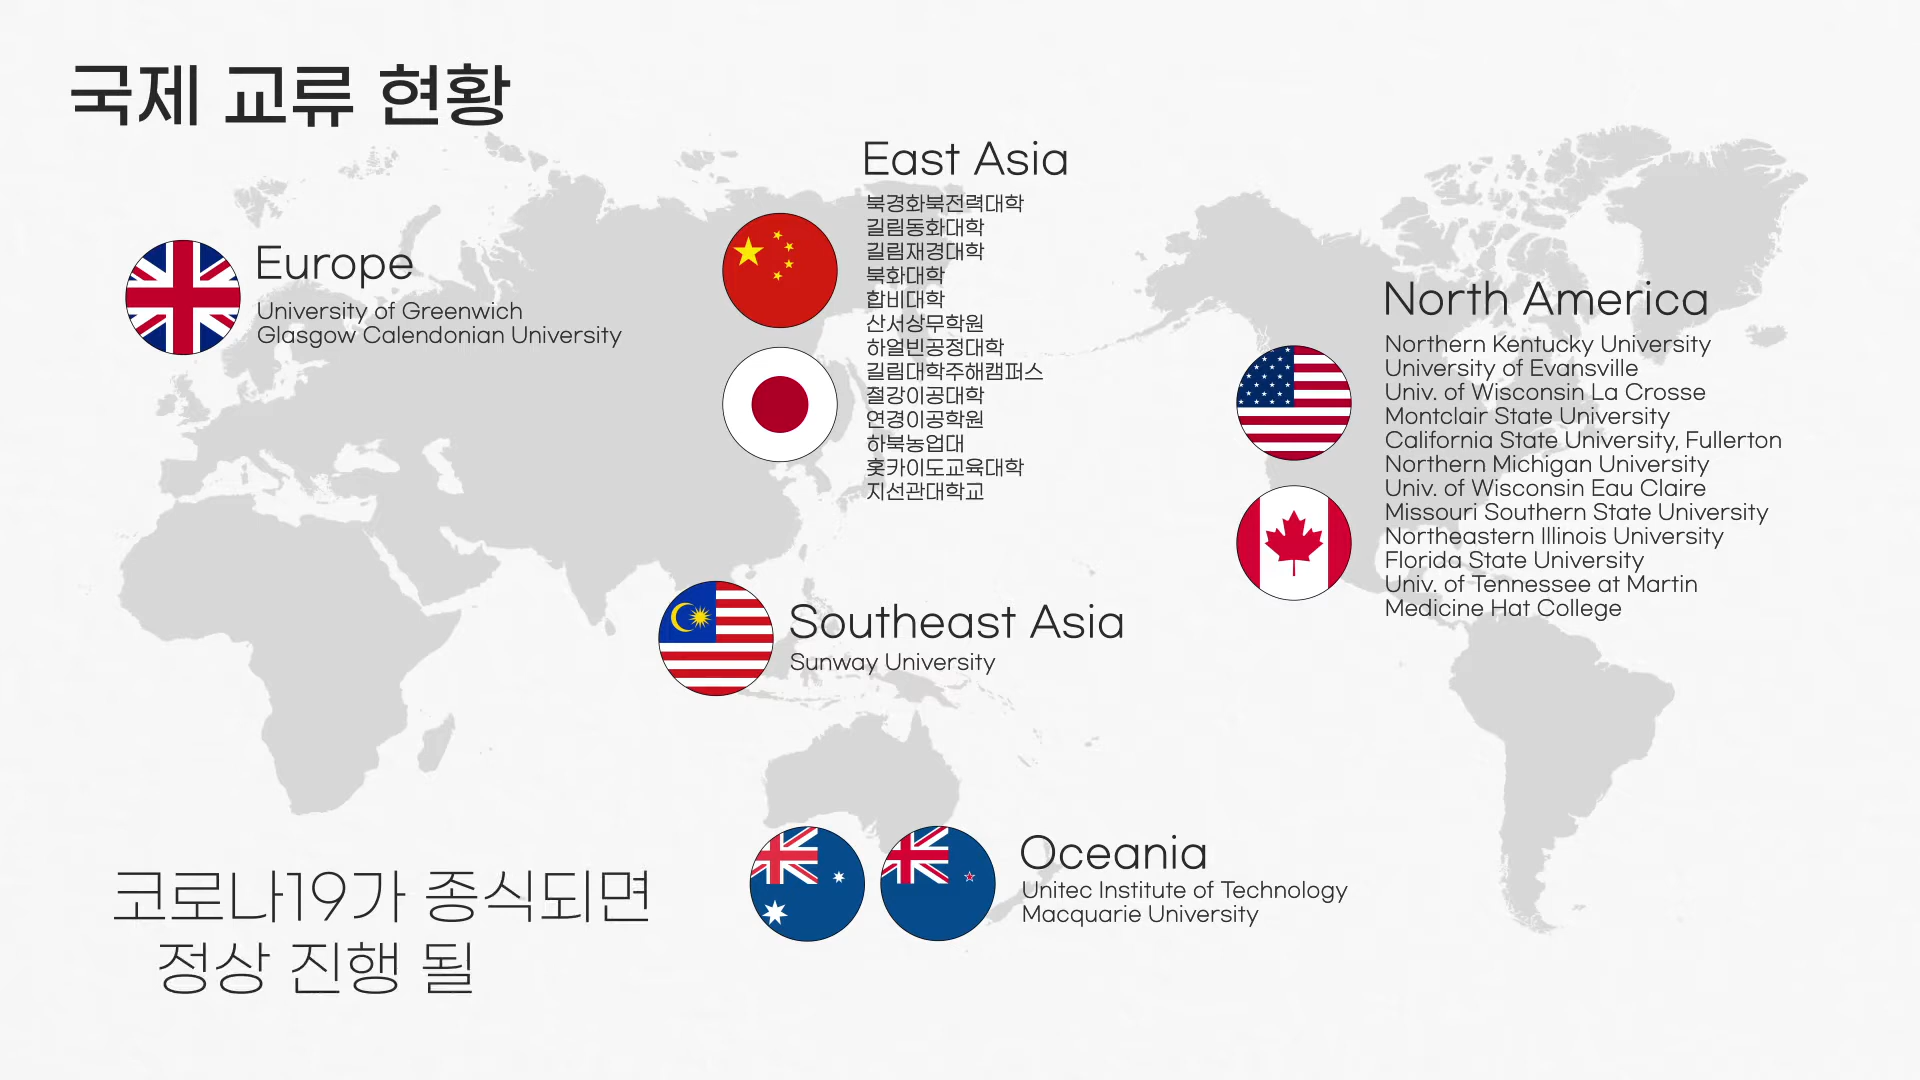 국제 교류 현황
Europe
University of Greenwich
Glasgow Calendonian University
East Asia
북경화북전력대학
길림동화대학
길림재경대학
북화대학
합비대학
산서상무학원
하얼빈공정대학
길림대학주해캠퍼스
절강이공대학
연경이공학원
하북농업대
홋카이도교육대학
지선관대학교
North America
Northern Kentucky University
University of Evansville
Univ. of Wisconsin La Crosse
Montclair State University
California State University, Fullerton
Northern Michigan University
Univ. of Wisconsin Eau Claire
Missouri Southern State University
Northeastern Illinois University
Florida State University
Univ. of Tennessee at Martin
Medicine Hat College
Southeast Asia
Sunway University
Oceania
Unitec Institute of Technology
Macquarie University
코로나19가 종식되면
정상 진행 될